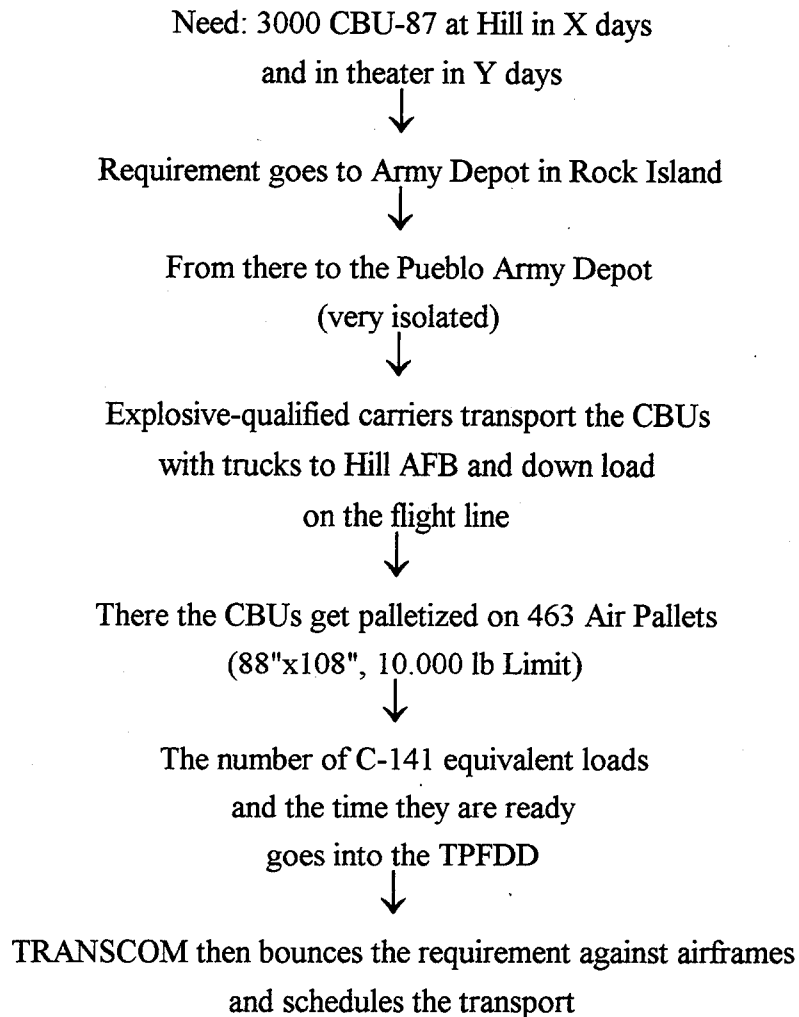 Need: 3000 CBU-87 at Hill in X days
and in theater in Y days
Requirement goes to Army Depot in Rock Island
From there to the Pueblo Army Depot
(very isolated)
Explosive-qualified carriers transport the CBUs
with trucks to Hill AFB and down load
on the flight line
There the CBUs get palletized on 463 Air Pallets
(88"x108", 10.000 lb Limit)
The number of C-141 equivalent loads
and the time they are ready
goes into the TPFDD
TRANSCOM then bounces the requirement against airframes
and schedules the transport